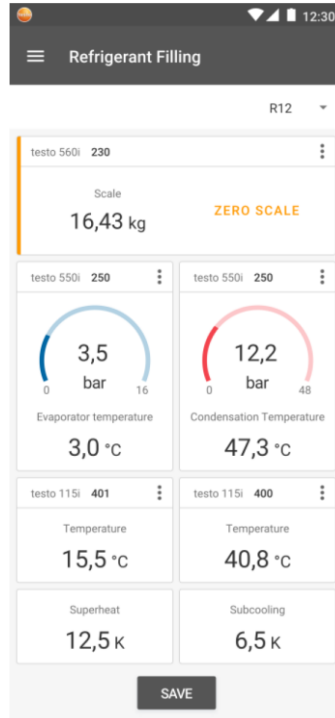 12:30
Refrigerant Filling
R12
testo 560i 230
Scale
16,43 kg
ZERO SCALE
testo 550i 250
3,5
bar
0 16
Evaporator temperature
3,0 °C
testo 550i 250
12,2
bar
0 48
Condensation Temperature
47,3 °C
testo 115i 401
Temperature
15,5 °C
testo 115i 400
Temperature
40,8 °C
Superheat
12,5 K
Subcooling
6,5 K
SAVE